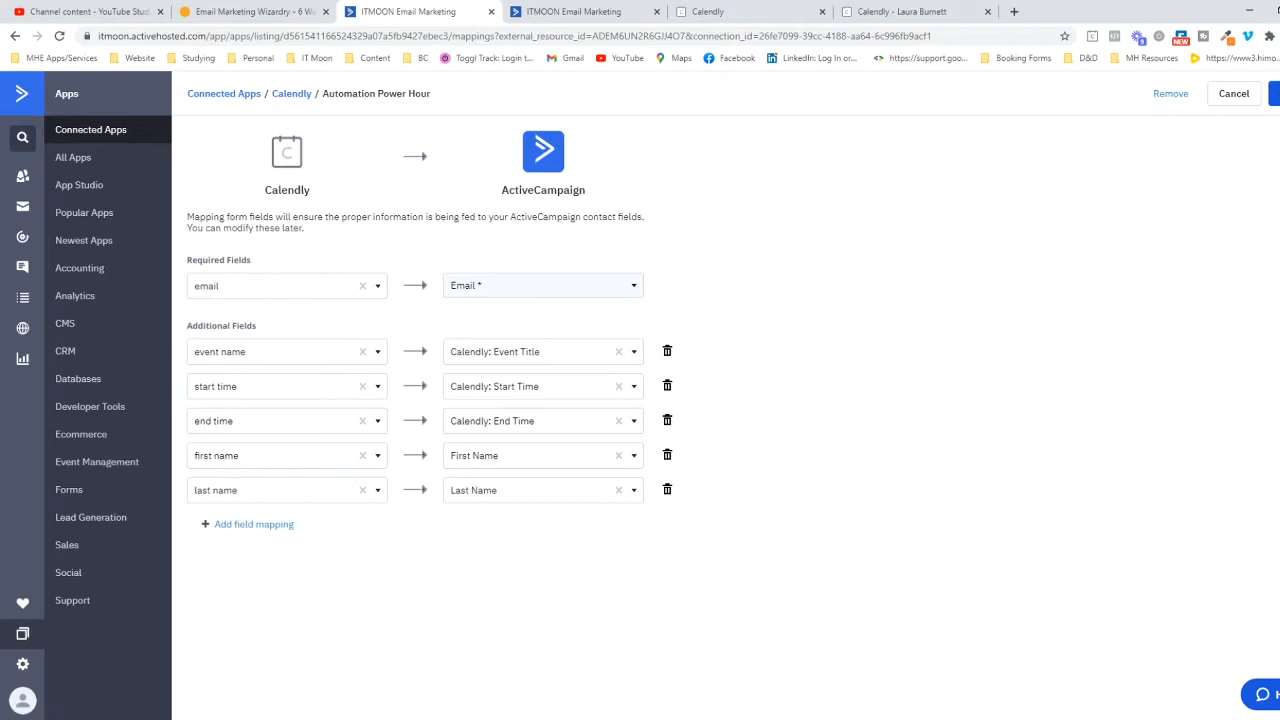 Channel content - YouTube Stud
Email Marketing Wizardry - 6 We
ITMOON Email Marketing
ITMOON Email Marketing
Calendly
Calendly - Laura Burnett
itmoon.activehosted.com/app/apps/listing/d561541166524329a07a5fb9427ebec3/mappings?external_resource_id=ADEM6UN2R6GJJ4O7&connection_id=26fe7099-39cc-4188-aa64-6c996fb9acf1
NEW
MHE Apps/Services
Website
Studying
Personal
IT Moon
Content
BC
Toggl Track: Login t...
Gmail
YouTube
Maps
Facebook
LinkedIn: Log In or...
https://support.goo...
Booking Forms
D&D
MH Resources
https://www3.himo
Apps
Connected Apps / Calendly / Automation Power Hour
Remove
Cancel
Connected Apps
All Apps
App Studio
Popular Apps
Newest Apps
Accounting
Analytics
CMS
CRM
Databases
Developer Tools
Ecommerce
Event Management
Forms
Lead Generation
Sales
Social
Support
C
Calendly
ActiveCampaign
Mapping form fields will ensure the proper information is being fed to your ActiveCampaign contact fields.
You can modify these later.
Required Fields
email
Email *
Additional Fields
event name
Calendly: Event Title
start time
Calendly: Start Time
end time
Calendly: End Time
first name
First Name
last name
Last Name
+ Add field mapping